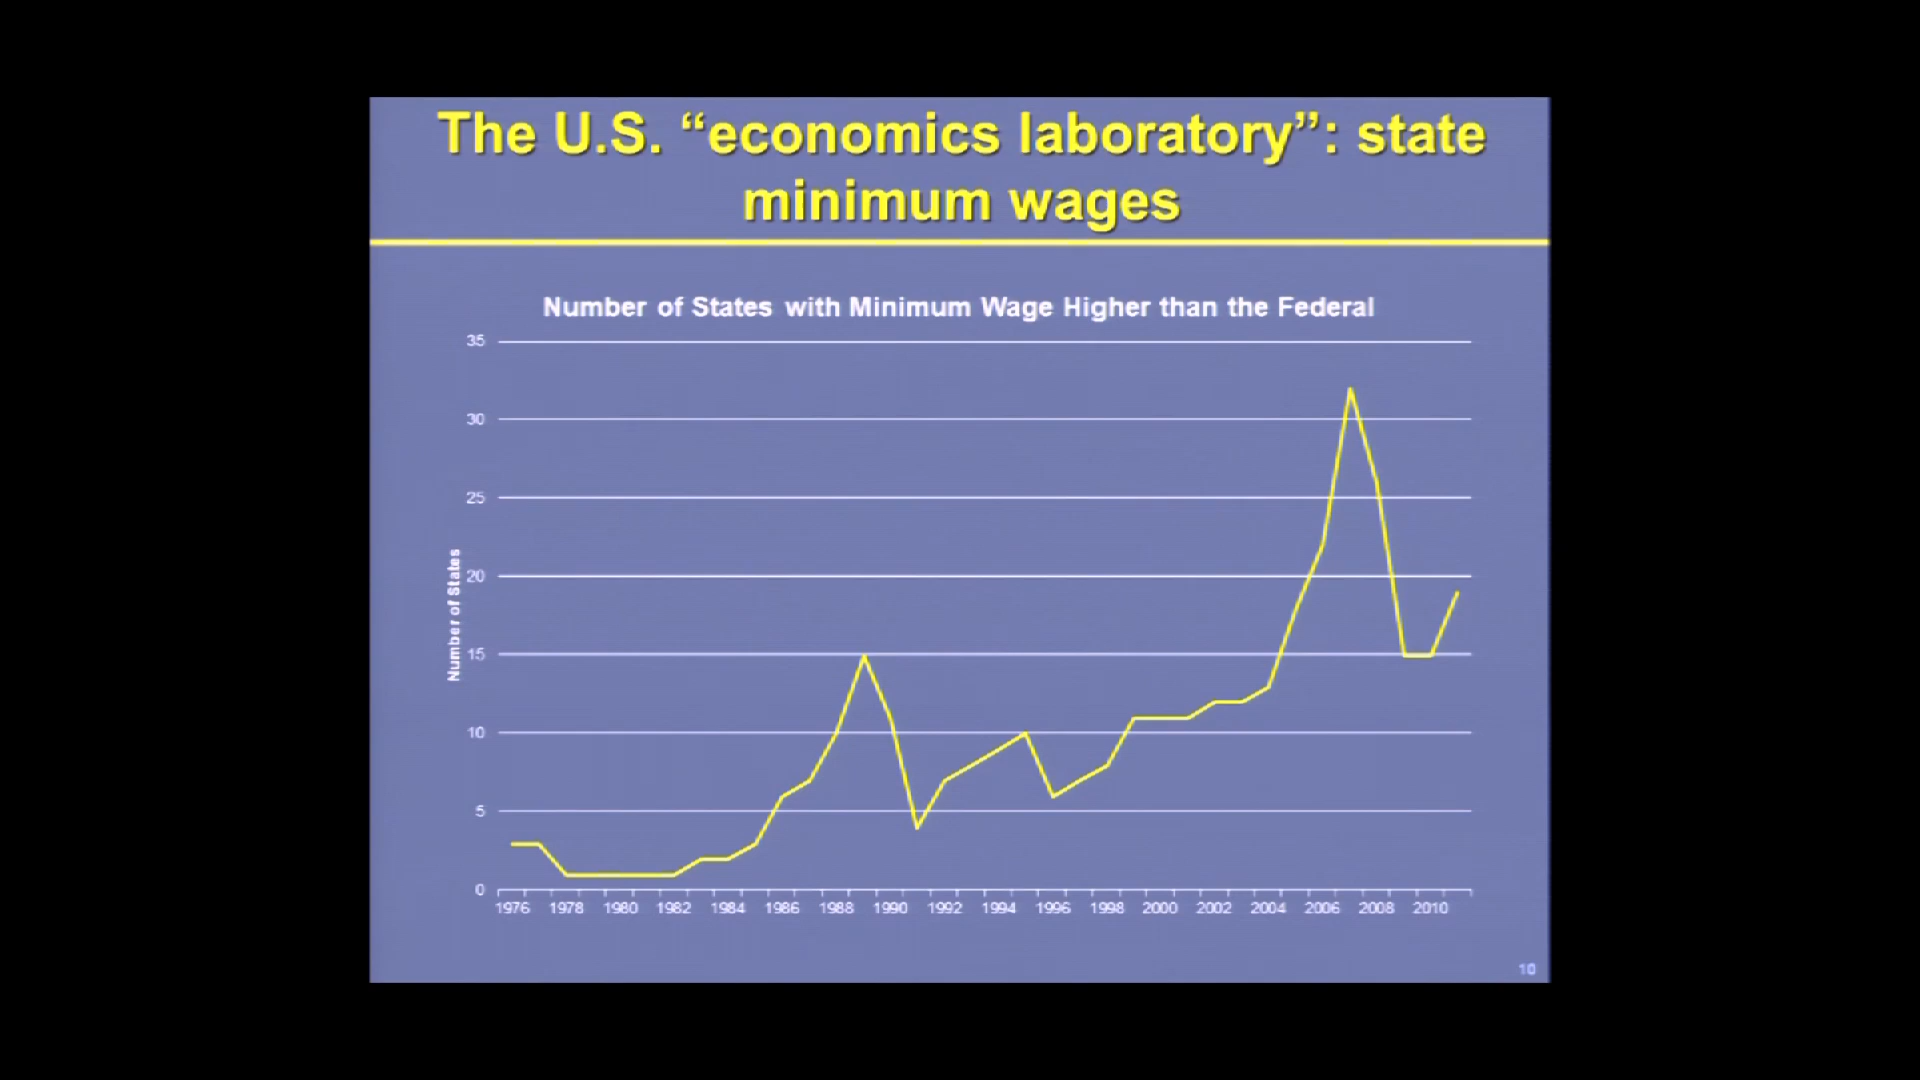 The U.S. “economics laboratory”: state
minimum wages
Number of States with Minimum Wage Higher than the Federal
35
30
25
20
15
10
5
0
Number of States
1976 1978 1980 1982 1984 1986 1988 1990 1992 1994 1996 1998 2000 2002 2004 2006 2008 2010
10